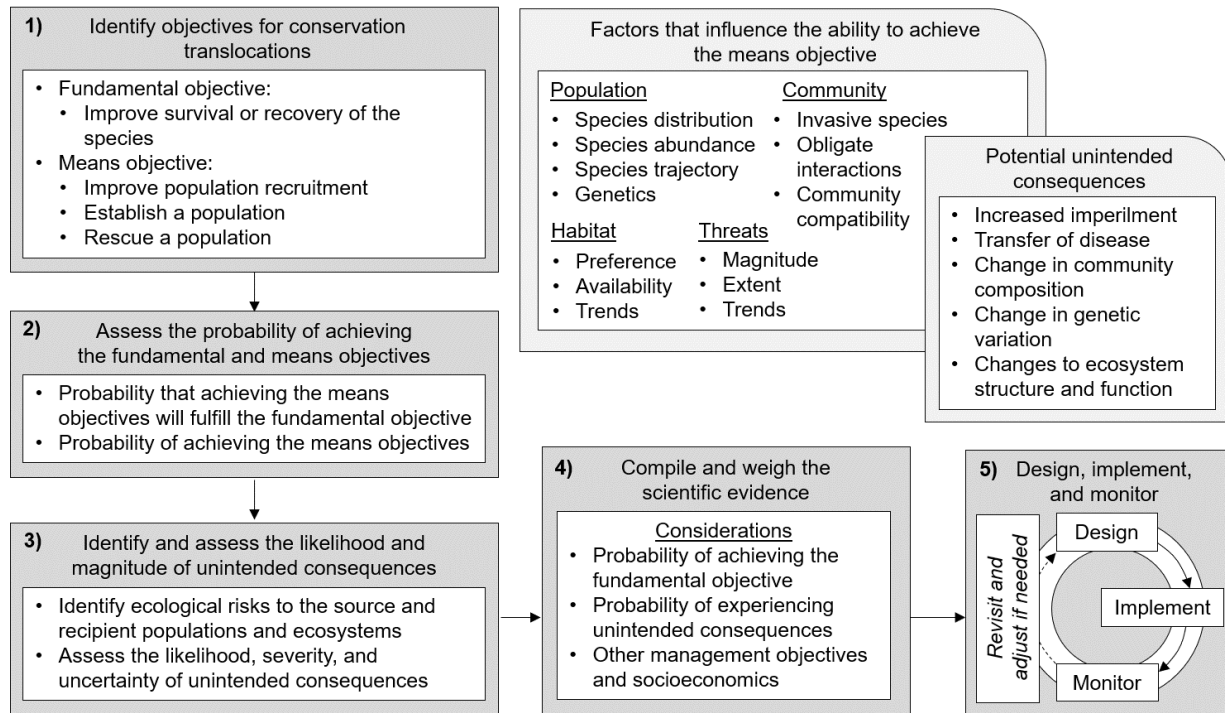 1) Identify objectives for conservation
translocations
• Fundamental objective:
• Improve survival or recovery of the
species
• Means objective:
• Improve population recruitment
• Establish a population
• Rescue a population
2) Assess the probability of achieving
the fundamental and means objectives
• Probability that achieving the means
objectives will fulfill the fundamental objective
• Probability of achieving the means objectives
3) Identify and assess the likelihood and
magnitude of unintended consequences
• Identify ecological risks to the source and
recipient populations and ecosystems
• Assess the likelihood, severity, and
uncertainty of unintended consequences
Factors that influence the ability to achieve
the means objective
Population
• Species distribution
• Species abundance
• Species trajectory
• Genetics
Community
• Invasive species
• Obligate
interactions
• Community
compatibility
Habitat
• Preference
• Availability
• Trends
Threats
• Magnitude
• Extent
• Trends
Potential unintended
consequences
• Increased imperilment
• Transfer of disease
• Change in community
composition
• Change in genetic
variation
• Changes to ecosystem
structure and function
4) Compile and weigh the
scientific evidence
Considerations
• Probability of achieving the
fundamental objective
• Probability of experiencing
unintended consequences
• Other management objectives
and socioeconomics
5) Design, implement,
and monitor
Design
Implement
Monitor
Revisit and
adjust if needed